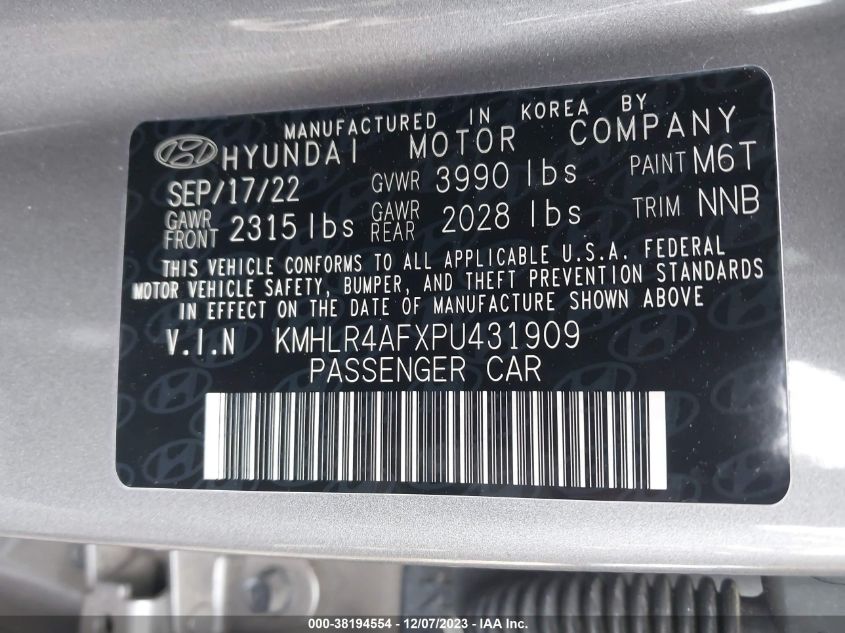 MANUFACTURED IN KOREA BY
HYUNDAI MOTOR COMPANY
SEP/17/22 GVWR 3990 lbs PAINT M6T
GAWR FRONT 2315 lbs GAWR REAR 2028 lbs TRIM NNB
THIS VEHICLE CONFORMS TO ALL APPLICABLE U.S.A. FEDERAL
MOTOR VEHICLE SAFETY, BUMPER, AND THEFT PREVENTION STANDARDS
IN EFFECT ON THE DATE OF MANUFACTURE SHOWN ABOVE
V.I.N KMHLR4AFXPU431909
PASSENGER CAR
000-38194554 - 12/07/2023 - IAA Inc.